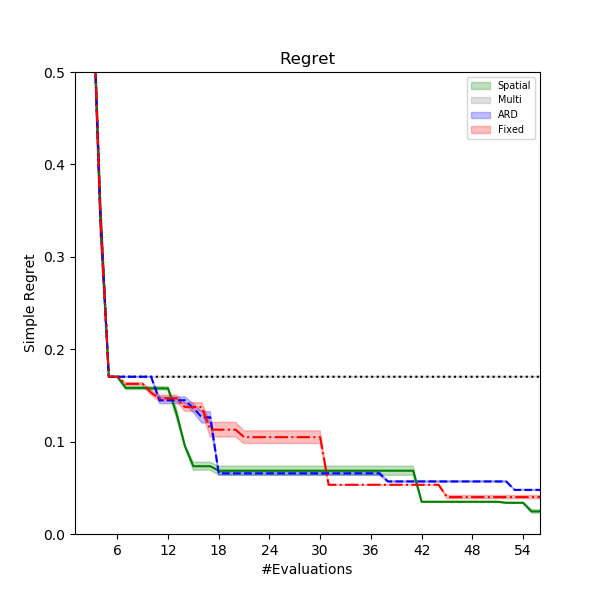 Regret
Spatial
Multi
ARD
Fixed
Simple Regret
0.5
0.4
0.3
0.2
0.1
0.0
6 12 18 24 30 36 42 48 54
#Evaluations